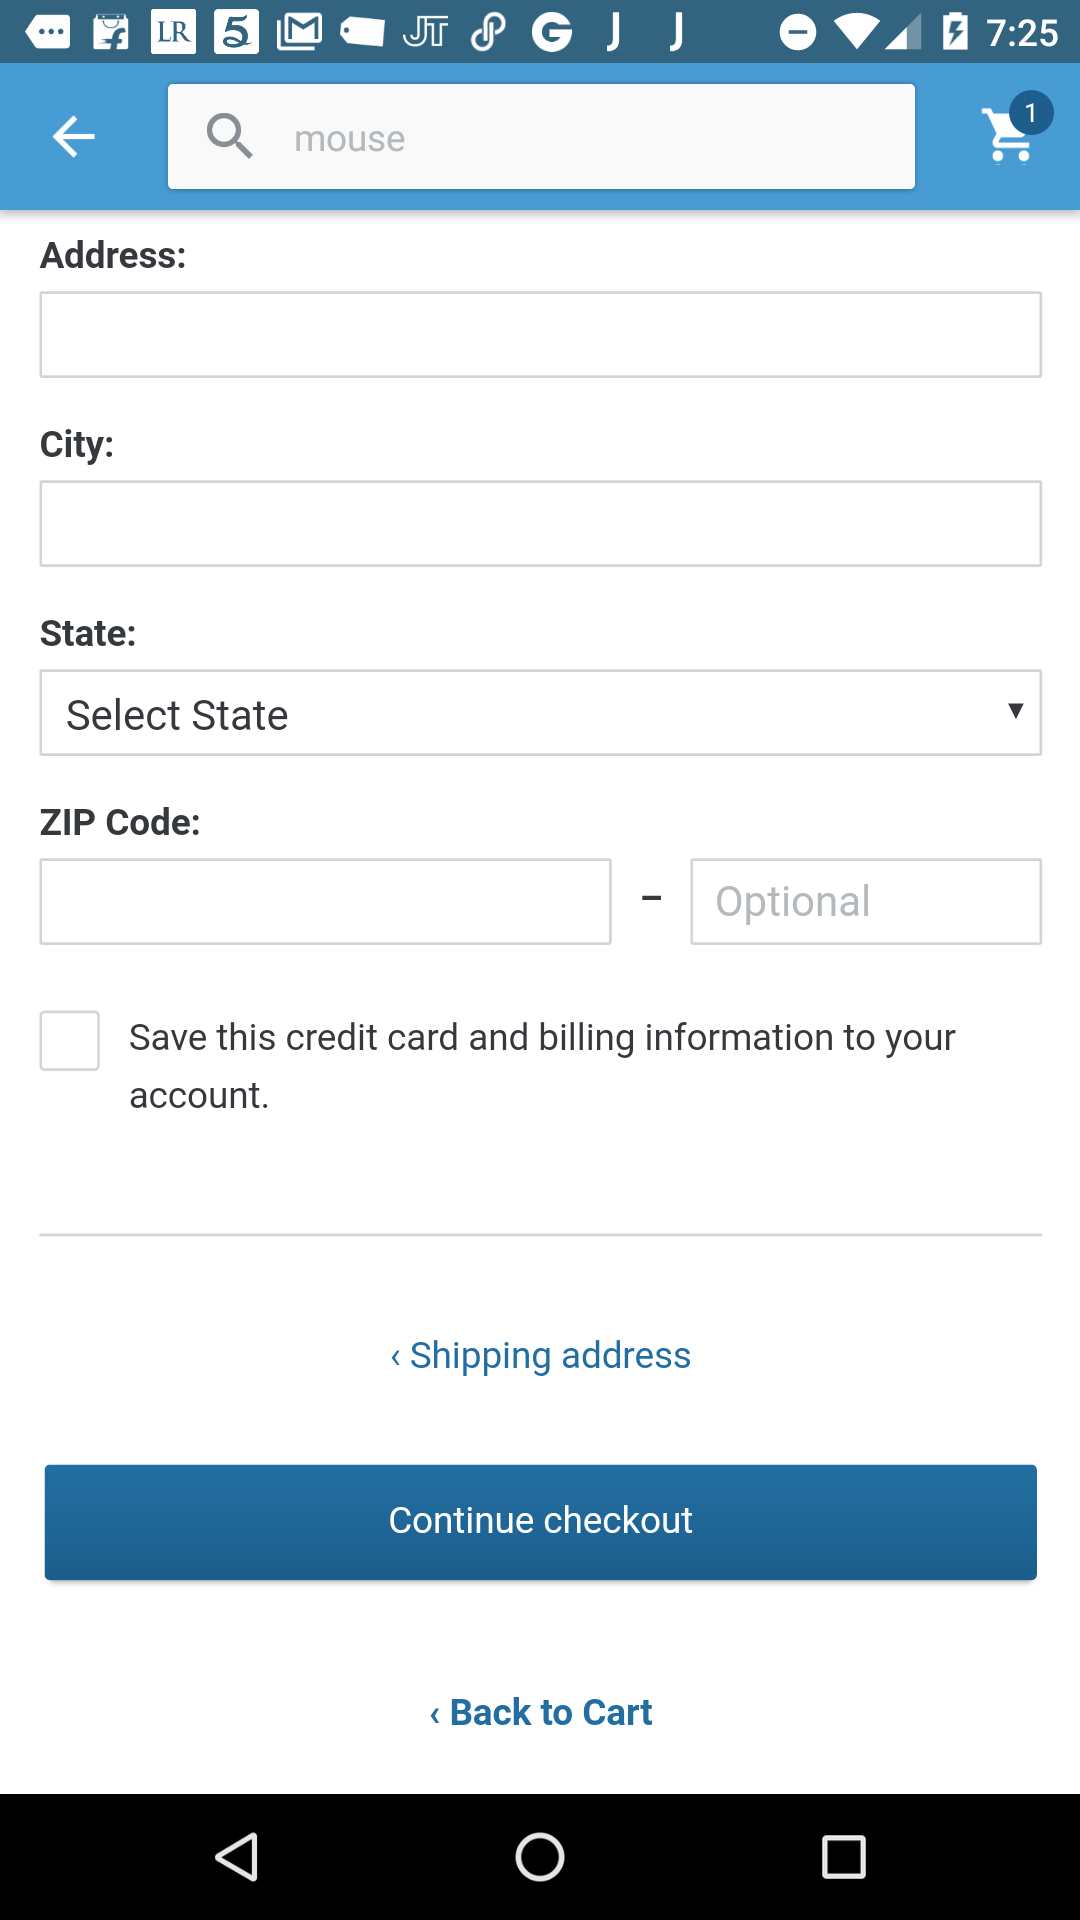 LR 5 JT G J J 7:25
mouse 1
Address:
City:
State:
Select State ▼
ZIP Code:
– Optional
Save this credit card and billing information to your
account.
‹ Shipping address
Continue checkout
‹ Back to Cart